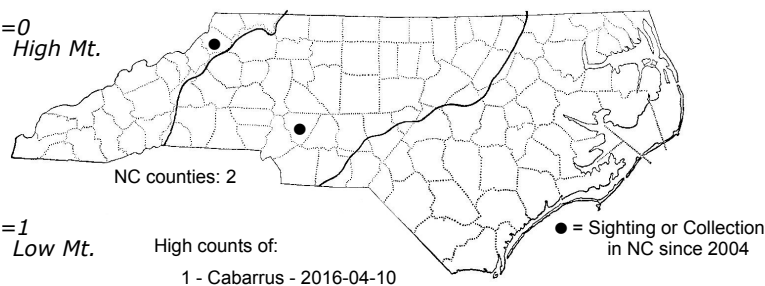 =0
High Mt.
NC counties: 2
=1
Low Mt.
High counts of:
1 - Cabarrus - 2016-04-10
● = Sighting or Collection
in NC since 2004